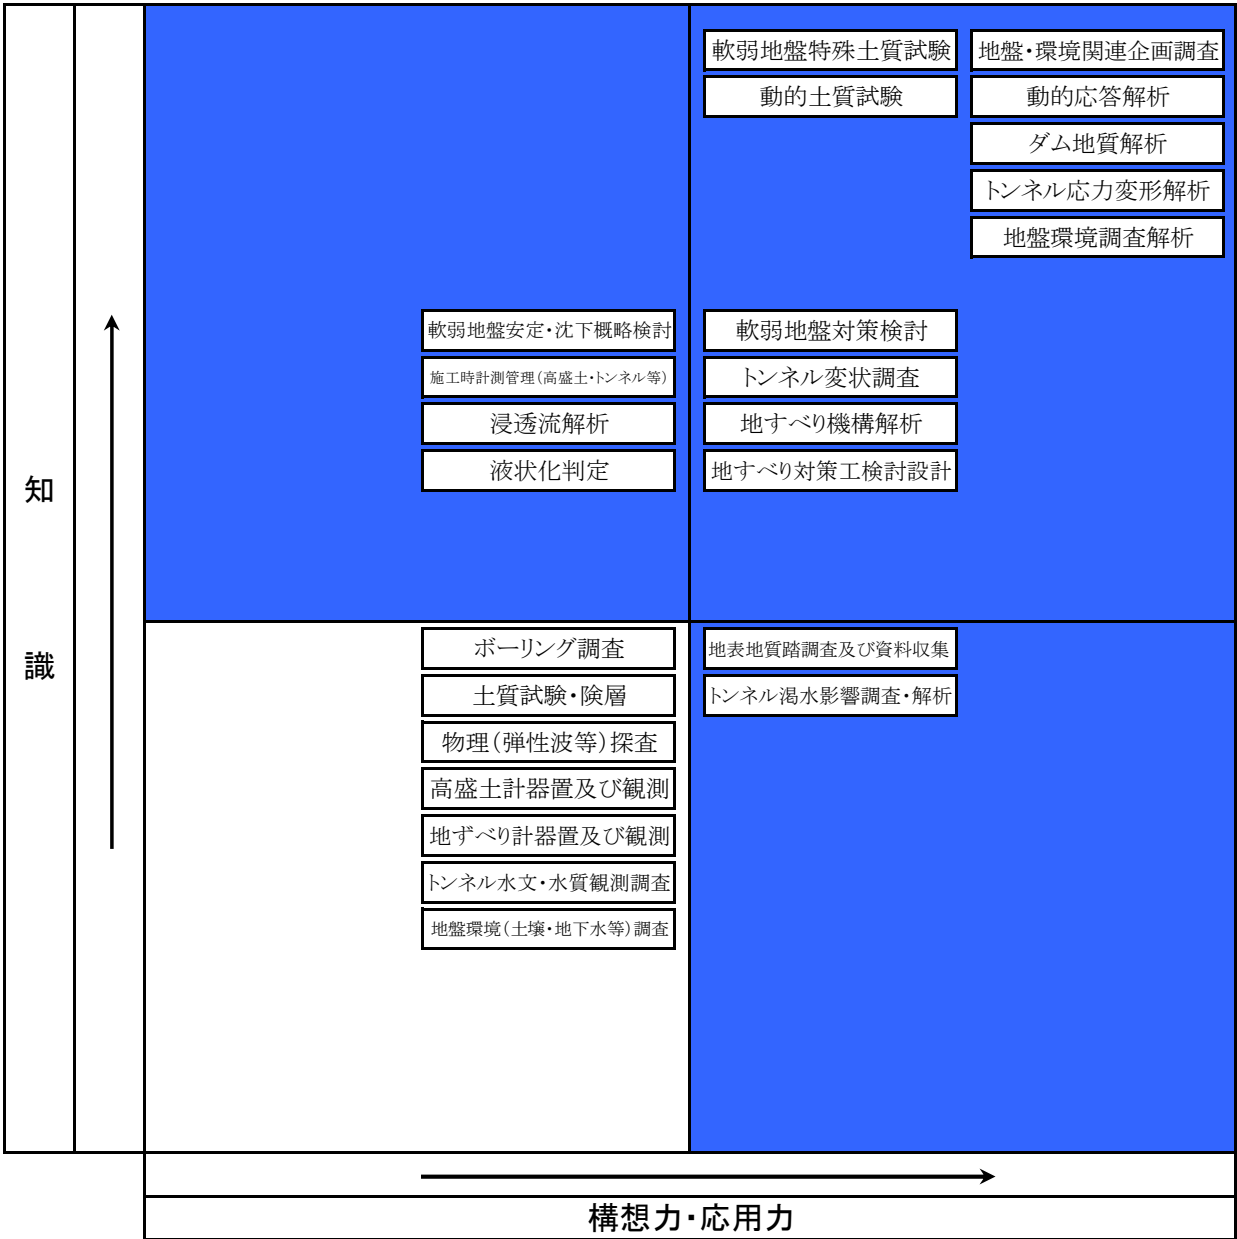 軟弱地盤特殊土質試験
地盤・環境関連企画調査
動的土質試験
動的応答解析
ダム地質解析
トンネル応力変形解析
地盤環境調査解析
軟弱地盤安定・沈下概略検討
軟弱地盤対策検討
施工時計測管理(高盛土・トンネル等)
トンネル変状調査
浸透流解析
地すべり機構解析
液状化判定
地すべり対策工検討設計
知
識
ボーリング調査
地表地質踏調査及び資料収集
土質試験・険層
トンネル渇水影響調査・解析
物理(弾性波等)探査
高盛土計器置及び観測
地ずべり計器置及び観測
トンネル水文・水質観測調査
地盤環境(土壌・地下水等)調査
構想力・応用力